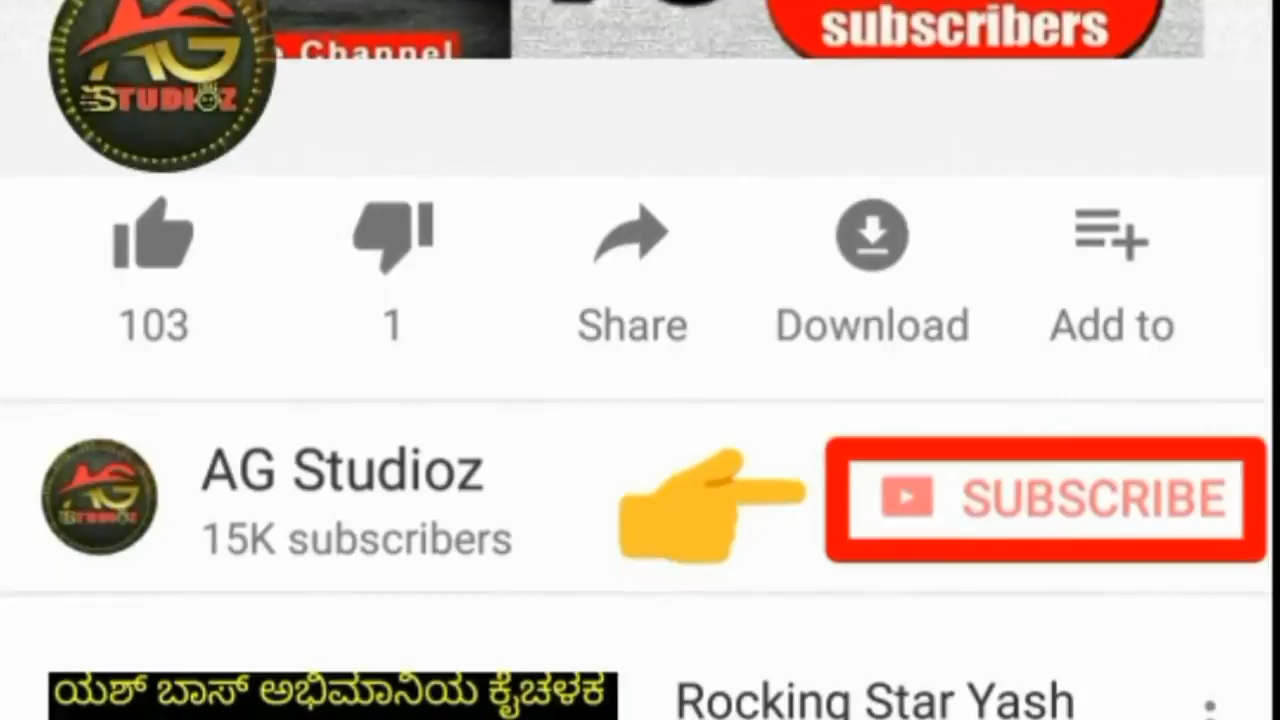 subscribers
Channel
AG
STUDIOZ
103
1
Share
Download
Add to
AG Studioz
SUBSCRIBE
15K subscribers
ಯಶ್ ಬಾಸ್ ಅಭಿಮಾನಿಯ ಕೈಚಳಕ
Rocking Star Yash